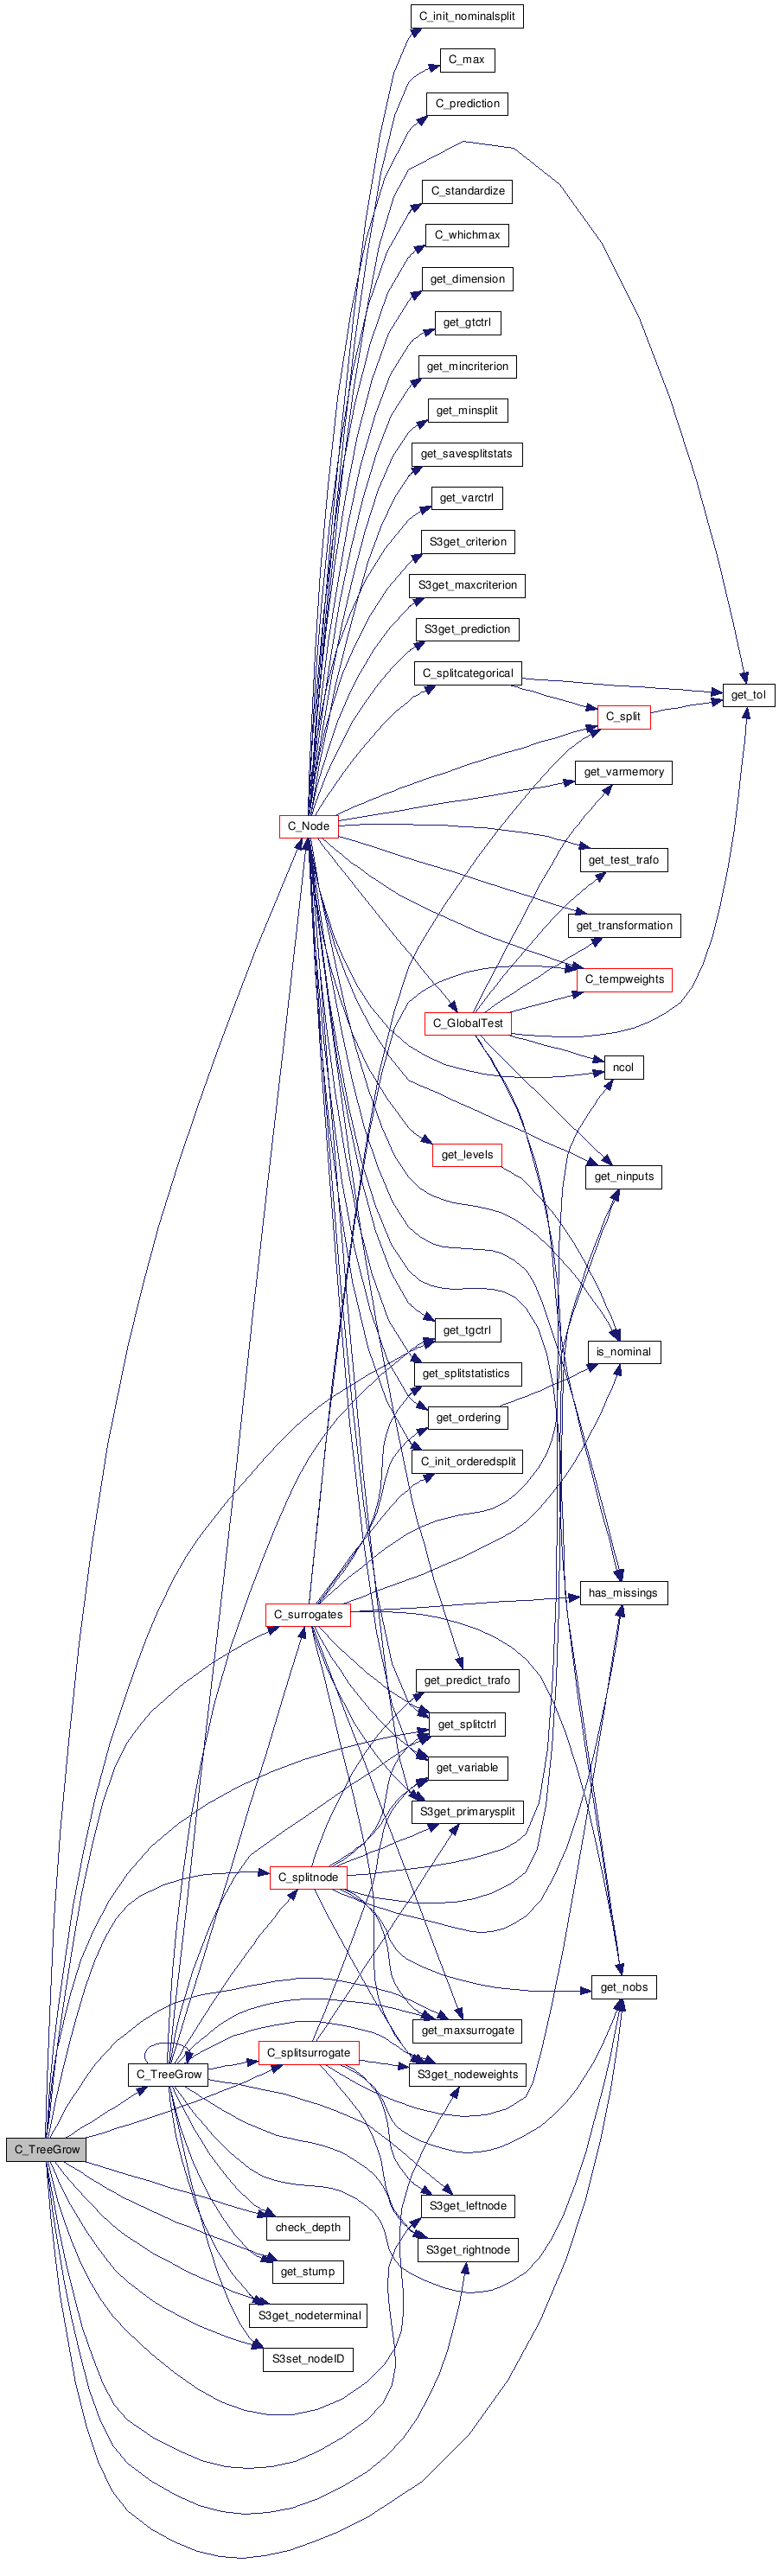 C_init_nominalsplit
C_max
C_prediction
C_standardize
C_whichmax
get_dimension
get_gtctrl
get_mincriterion
get_minsplit
get_savesplitstats
get_varctrl
S3get_criterion
S3get_maxcriterion
S3get_prediction
C_splitcategorical
get_tol
C_split
get_varmemory
C_Node
get_test_trafo
get_transformation
C_tempweights
C_GlobalTest
ncol
get_levels
get_ninputs
get_tgctrl
is_nominal
get_splitstatistics
get_ordering
C_init_orderedsplit
has_missings
C_surrogates
get_predict_trafo
get_splitctrl
get_variable
S3get_primarysplit
C_splitnode
get_nobs
get_maxsurrogate
C_splitsurrogate
C_TreeGrow
S3get_nodeweights
C_TreeGrow
S3get_leftnode
check_depth
S3get_rightnode
get_stump
S3get_nodeterminal
S3set_nodeID